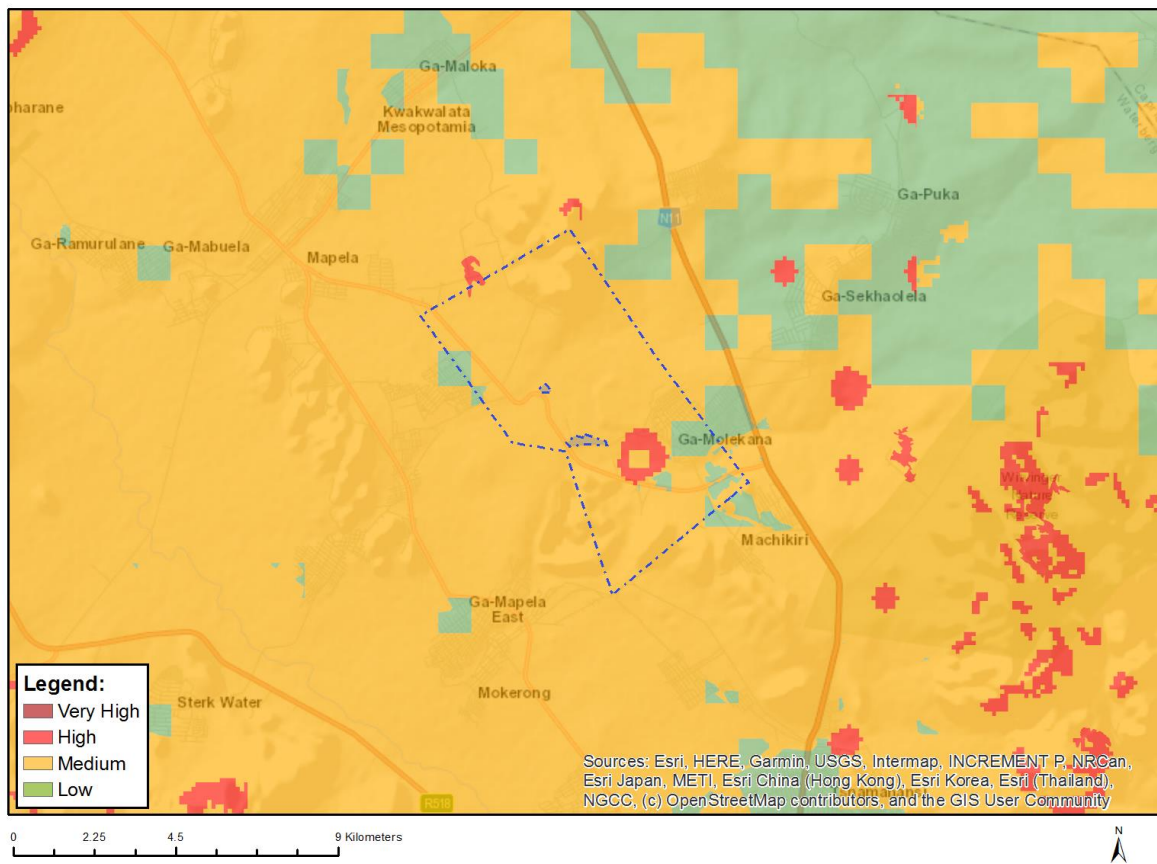 Ga-Maloka
Kwakwalata
Mesopotamia
Ga-Puka
N11
Ga-Ramurulane
Ga-Mabuela
Mapela
Ga-Sekhaolela
Ga-Molekana
Machikiri
Ga-Mapela
East
Mokerong
Sterk Water
R518
Legend:
Very High
High
Medium
Low
Sources: Esri, HERE, Garmin, USGS, Intermap, INCREMENT P, NRCan,
Esri Japan, METI, Esri China (Hong Kong), Esri Korea, Esri (Thailand),
NGCC, (c) OpenStreetMap contributors, and the GIS User Community
0 2.25 4.5 9 Kilometers
N